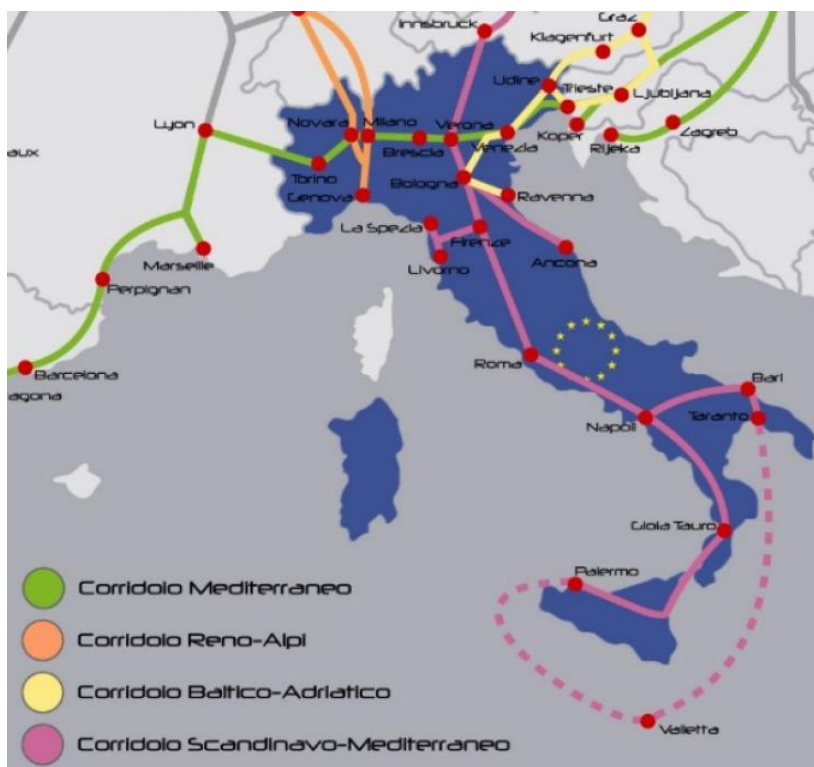 Innsbruck
Graz
Klagenfurt
Udine
Trieste
Ljubljana
Lyon
Novara
Milano
Verona
Venezia
Koper
Rijeka
Zagreb
aux
Brescia
Torino
Bologna
Genova
Ravenna
La Spezia
Firenze
Marseille
Livorno
Ancona
Perpignan
Roma
Barcelona
agona
Bari
Taranto
Napoli
Gioia Tauro
Palermo
Valletta
Corridoio Mediterraneo
Corridoio Reno-Alpi
Corridoio Baltico-Adriatico
Corridoio Scandinavo-Mediterraneo